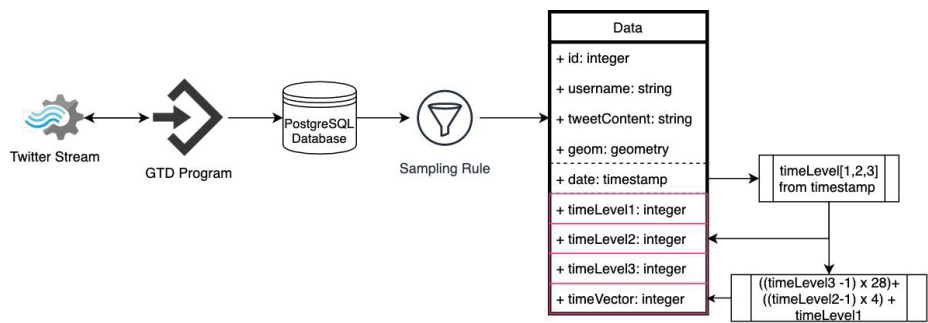 Twitter Stream
GTD Program
PostgreSQL
Database
Sampling Rule
Data
+ id: integer
+ username: string
+ tweetContent: string
+ geom: geometry
+ date: timestamp
+ timeLevel1: integer
+ timeLevel2: integer
+ timeLevel3: integer
+ timeVector: integer
timeLevel[1,2,3]
from timestamp
((timeLevel3 -1) x 28)+
((timeLevel2-1) x 4) +
timeLevel1